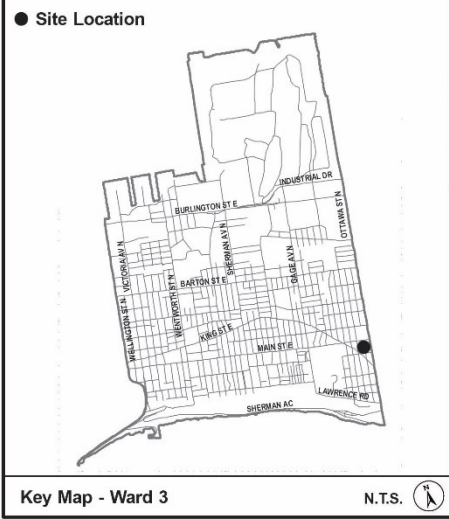 Site Location
INDUSTRIAL DR
BURLINGTON ST E
OTTAWA ST N
VICTORIA AV N
SHERMAN AV N
GAGE AV N
WENTWORTH ST N
BARTON ST E
WELLINGTON ST N
KING ST E
MAIN ST E
LAWRENCE RD
SHERMAN AC
Key Map - Ward 3
N.T.S.
N